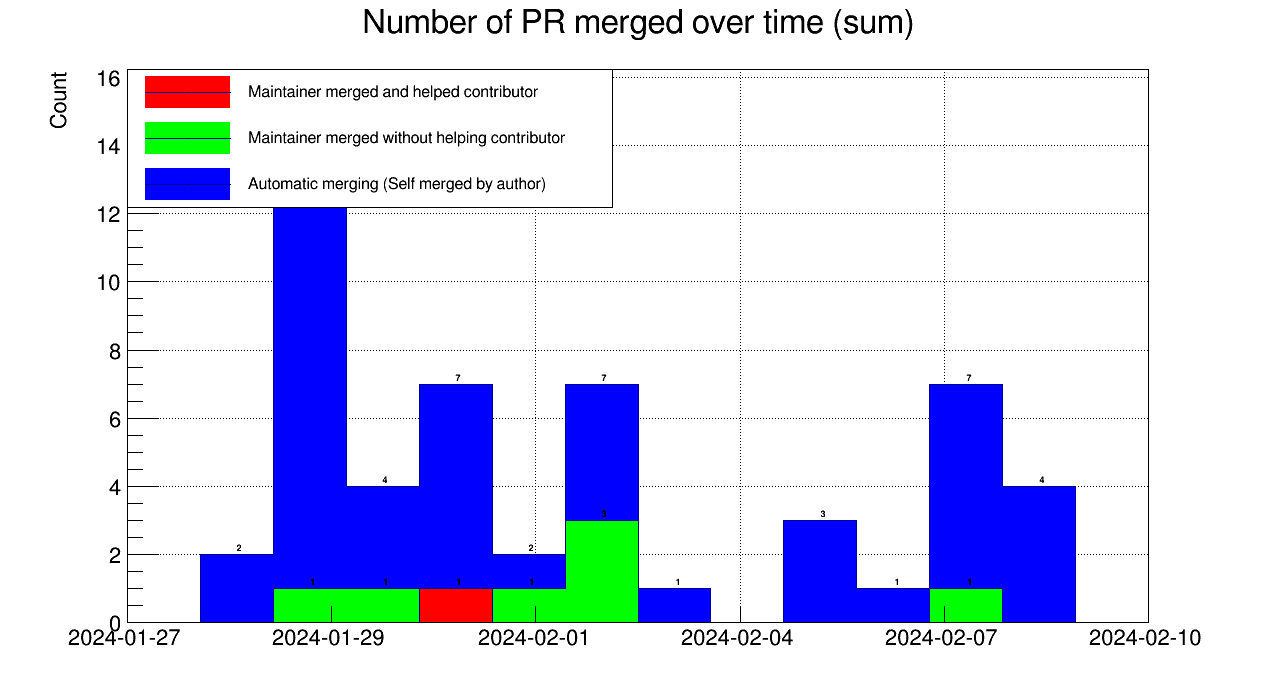 Number of PR merged over time (sum)
Count
16
14
12
10
8
6
4
2
0
Maintainer merged and helped contributor
Maintainer merged without helping contributor
Automatic merging (Self merged by author)
7 7 7
4 4
3 3
2 2
1 1 1 1 1 1 1
2024-01-27 2024-01-29 2024-02-01 2024-02-04 2024-02-07 2024-02-10